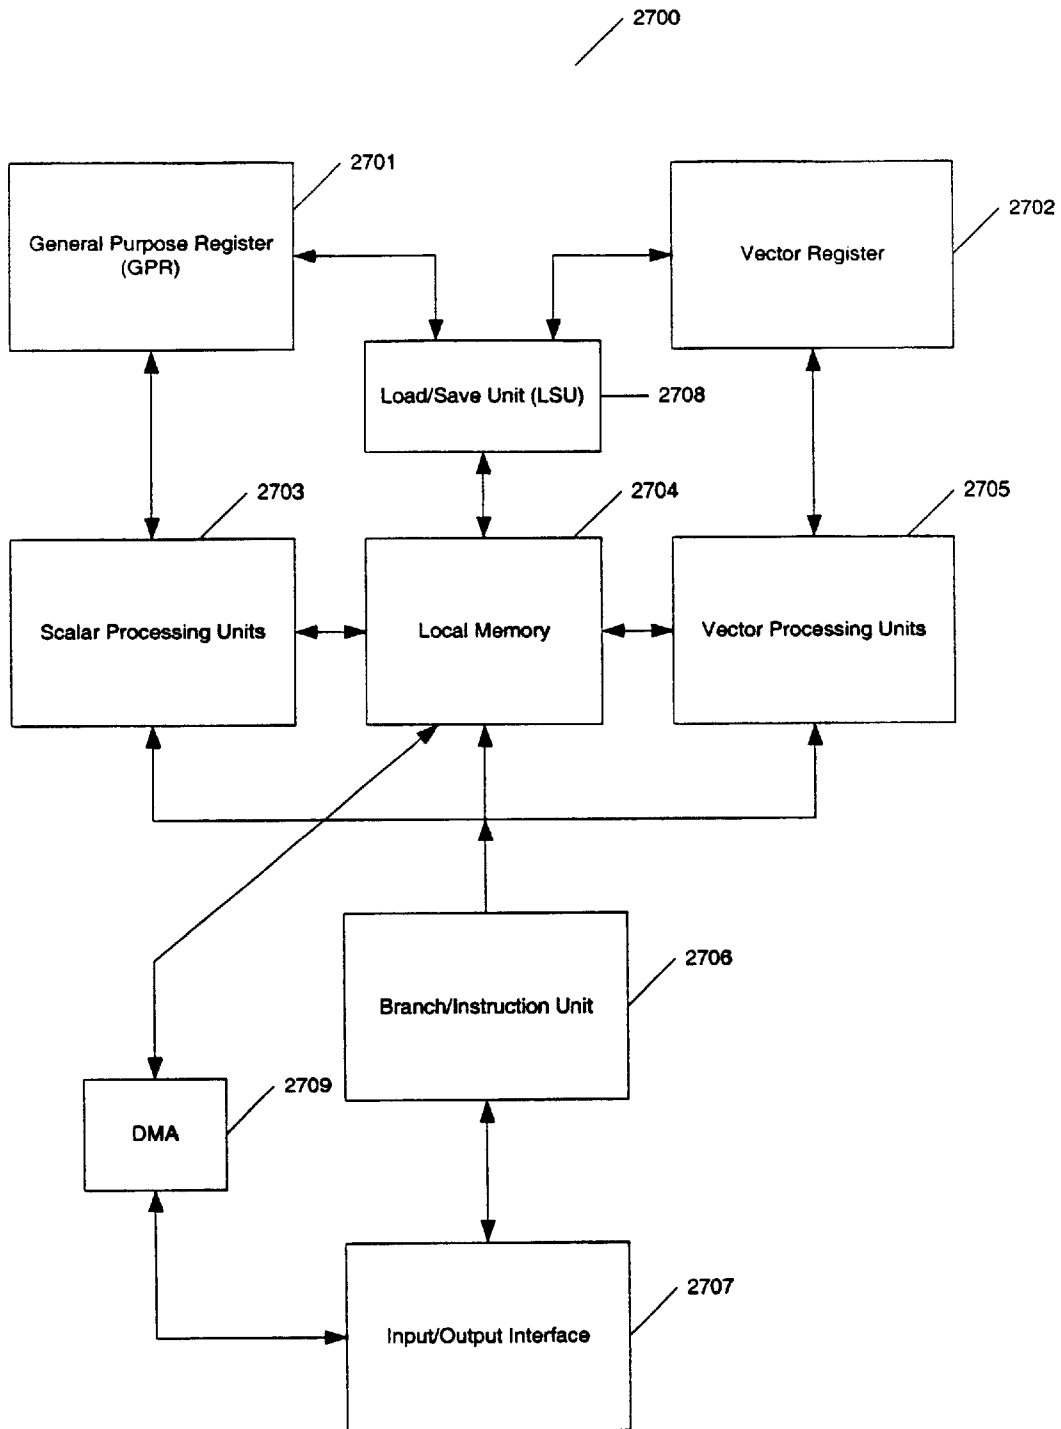 2700
2701
General Purpose Register
(GPR)
2702
Vector Register
Load/Save Unit (LSU)
2708
2703
2704
2705
Scalar Processing Units
Local Memory
Vector Processing Units
2706
Branch/Instruction Unit
2709
DMA
2707
Input/Output Interface